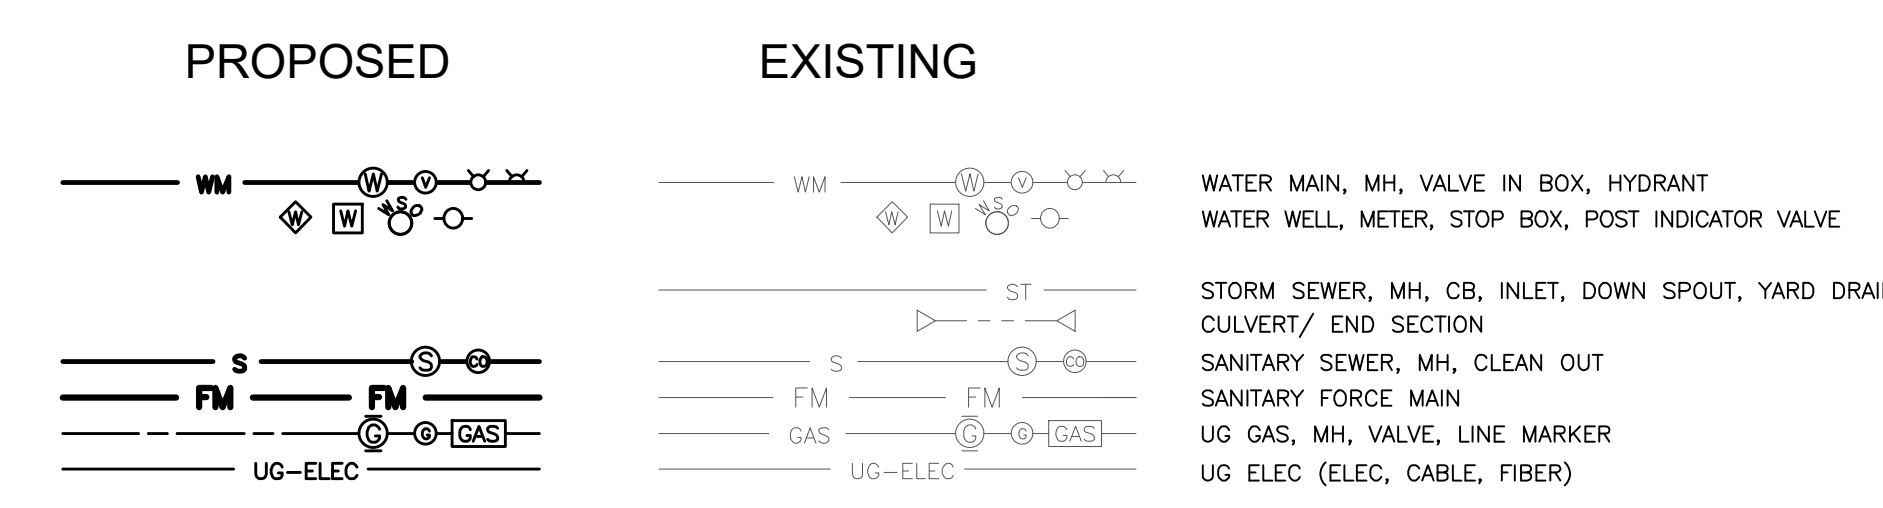 PROPOSED EXISTING
WM W V WM W V WATER MAIN, MH, VALVE IN BOX, HYDRANT
W W WSO W W WSO WATER WELL, METER, STOP BOX, POST INDICATOR VALVE
ST STORM SEWER, MH, CB, INLET, DOWN SPOUT, YARD DRAI
CULVERT/ END SECTION
S S CO S S CO SANITARY SEWER, MH, CLEAN OUT
FM FM FM FM SANITARY FORCE MAIN
G G GAS GAS G G GAS UG GAS, MH, VALVE, LINE MARKER
UG-ELEC UG-ELEC UG ELEC (ELEC, CABLE, FIBER)